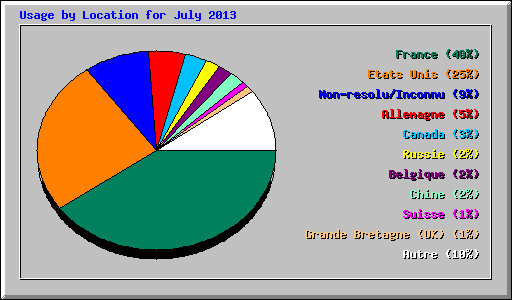 Usage by Location for July 2013
France (40%)
Etats Unis (25%)
Non-resolu/Inconnu (9%)
Allemagne (5%)
Canada (3%)
Russie (2%)
Belgique (2%)
Chine (2%)
Suisse (1%)
Grande Bretagne (UK) (1%)
Autre (10%)